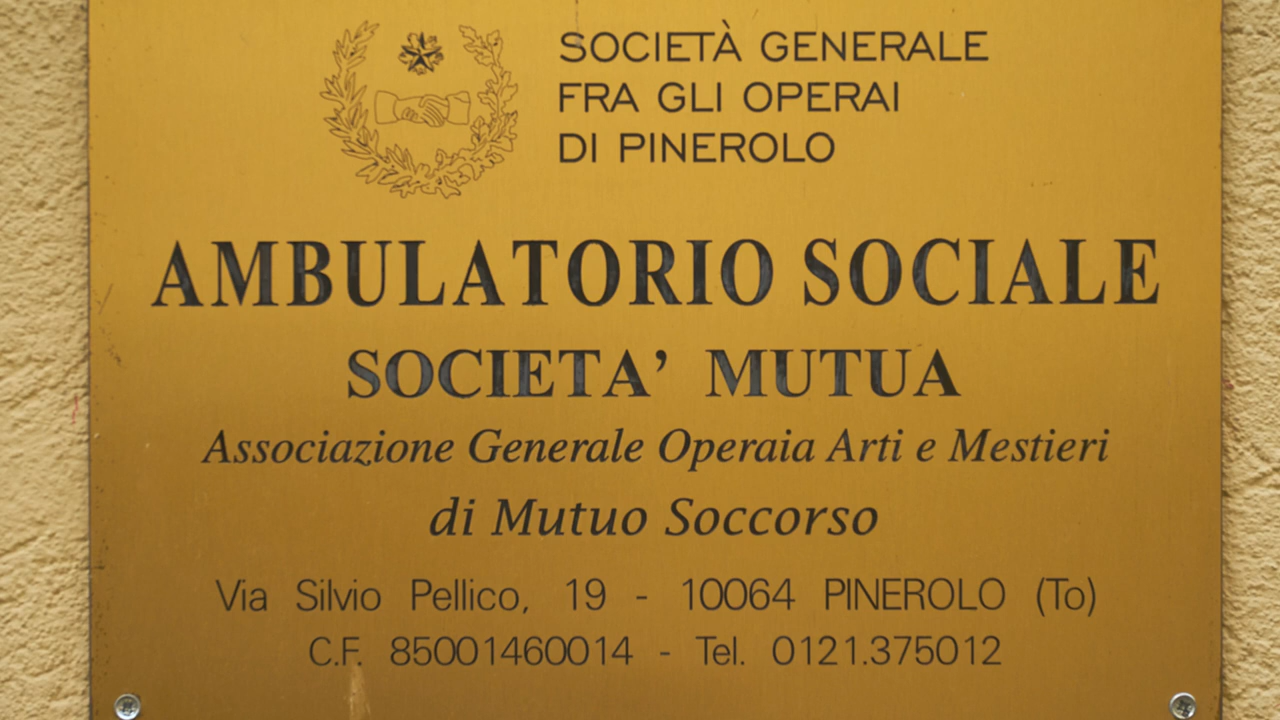 SOCIETÀ GENERALE
FRA GLI OPERAI
DI PINEROLO
AMBULATORIO SOCIALE
SOCIETA' MUTUA
Associazione Generale Operaia Arti e Mestieri
di Mutuo Soccorso
Via Silvio Pellico, 19 - 10064 PINEROLO (To)
C.F. 85001460014 - Tel. 0121.375012